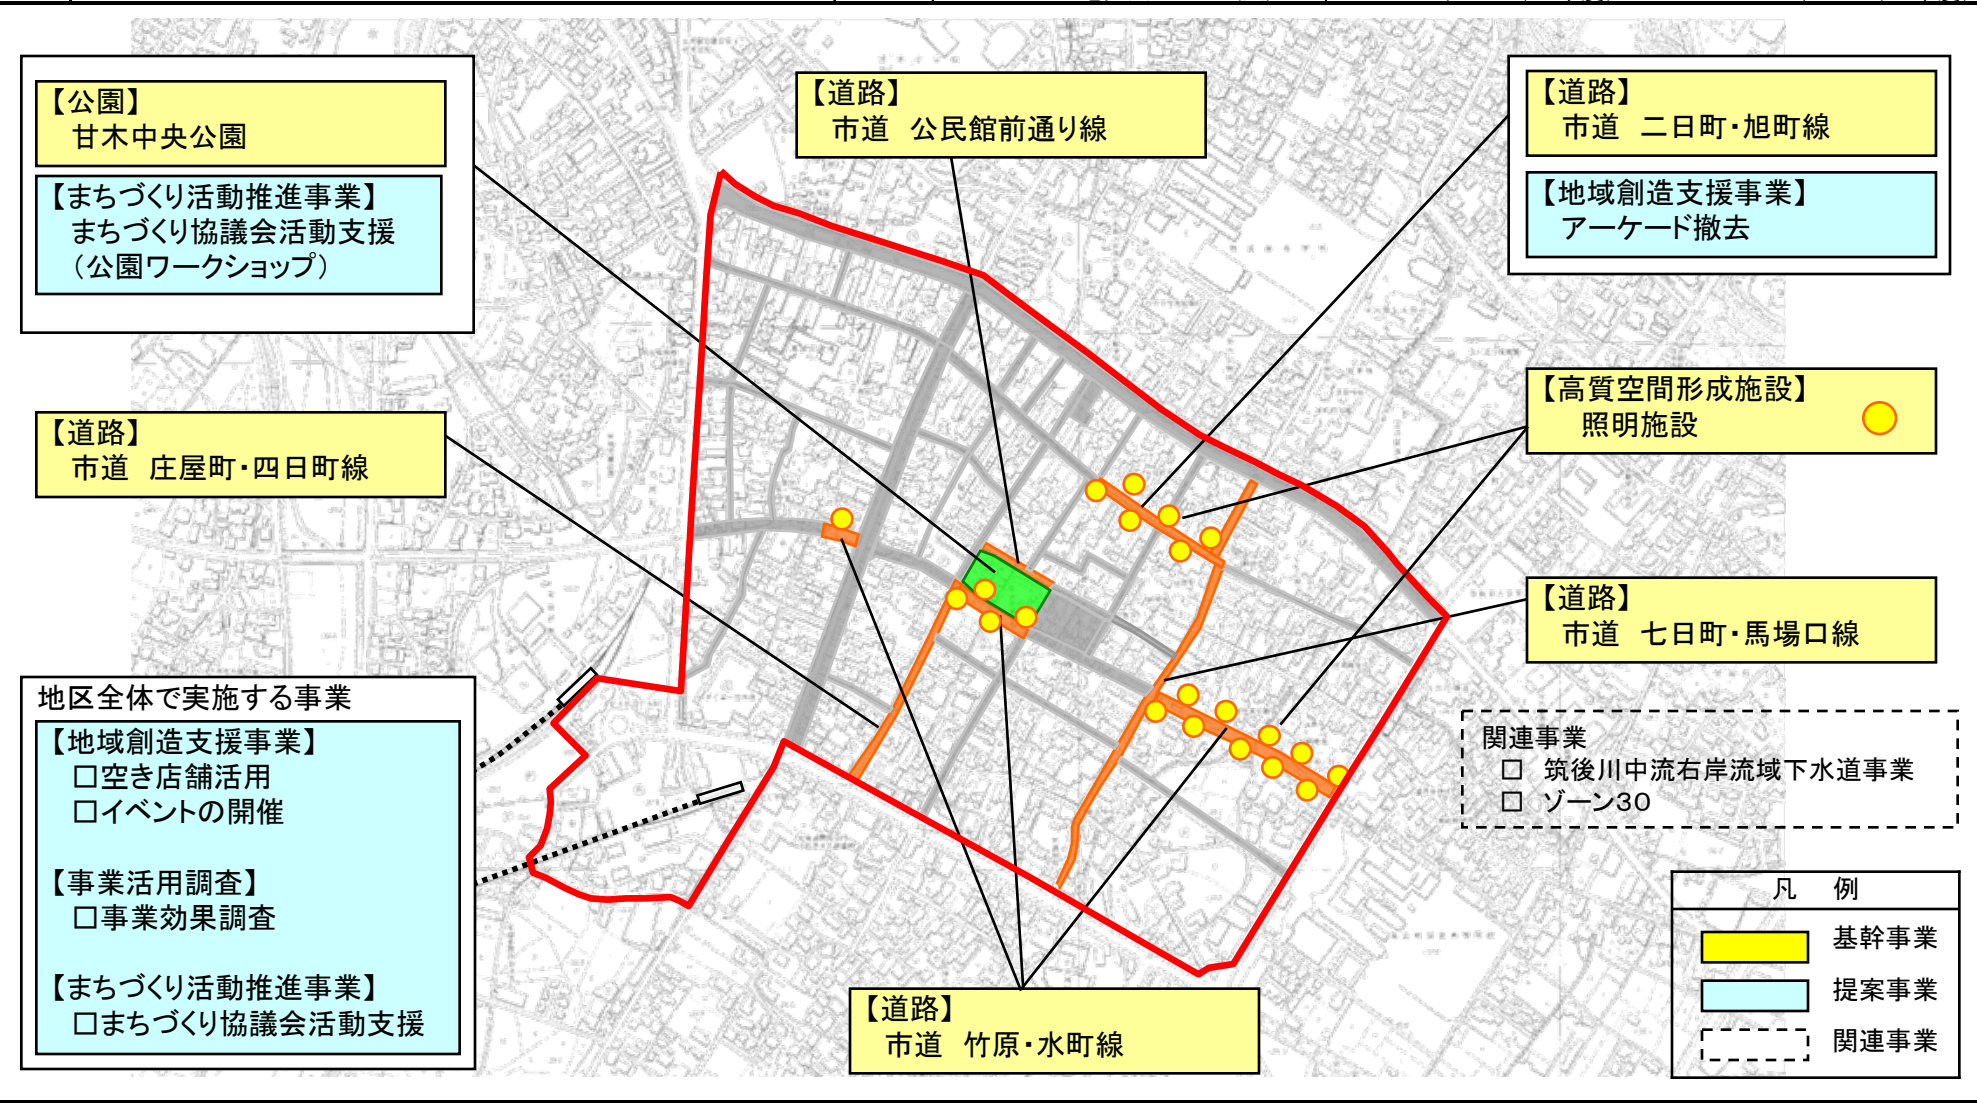 【公園】
甘木中央公園
【まちづくり活動推進事業】
まちづくり協議会活動支援
（公園ワークショップ）
【道路】
市道　公民館前通り線
【道路】
市道　二日町・旭町線
【地域創造支援事業】
アーケード撤去
【道路】
市道　庄屋町・四日町線
【高質空間形成施設】
照明施設
【道路】
市道　七日町・馬場口線
地区全体で実施する事業
【地域創造支援事業】
□空き店舗活用
□イベントの開催
【事業活用調査】
□事業効果調査
【まちづくり活動推進事業】
□まちづくり協議会活動支援
関連事業
□　筑後川中流右岸流域下水道事業
□　ゾーン30
【道路】
市道　竹原・水町線
凡　例
基幹事業
提案事業
関連事業